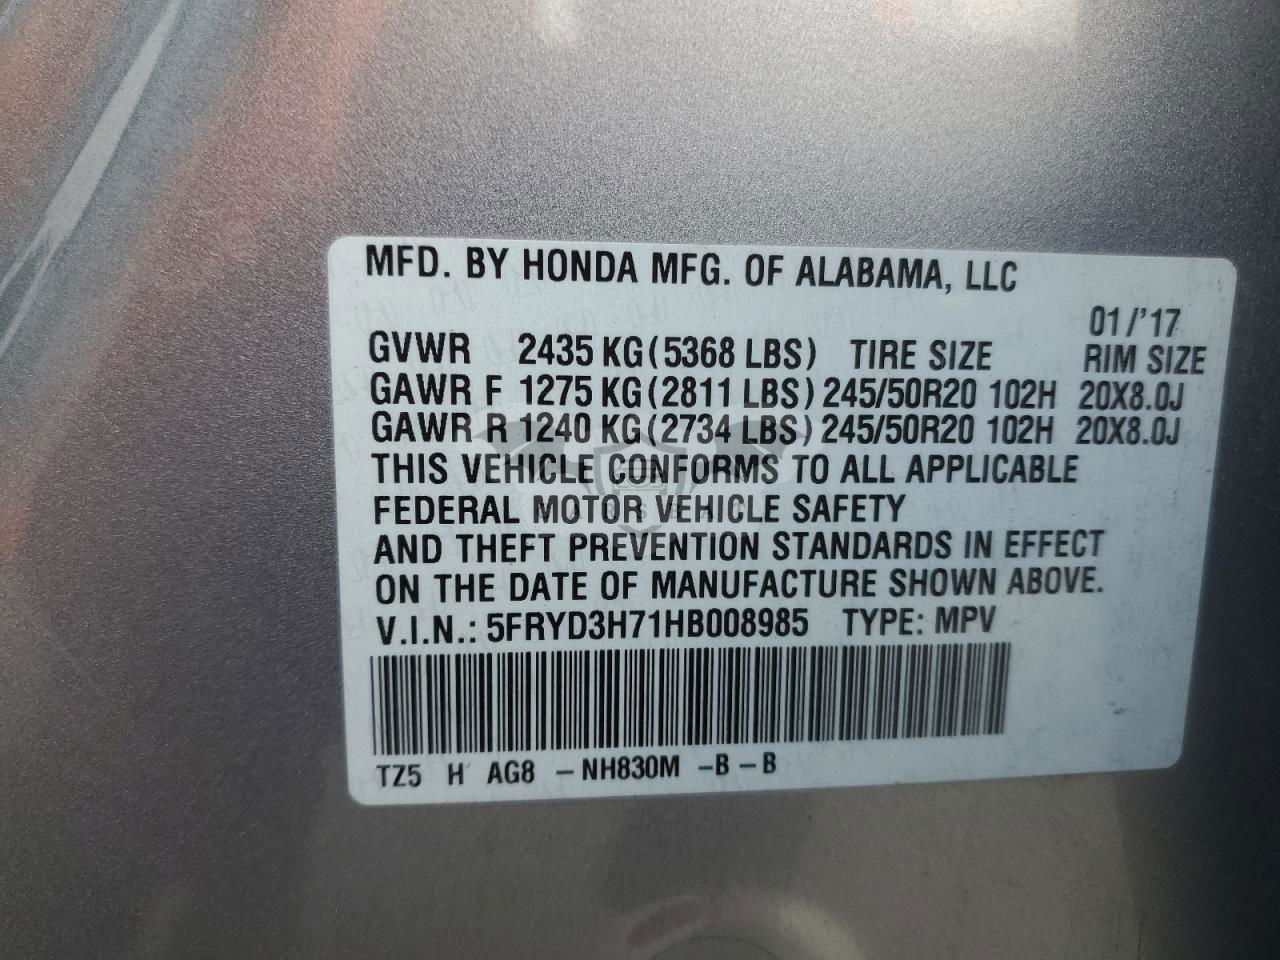 MFD. BY HONDA MFG. OF ALABAMA, LLC
01/'17
GVWR 2435 KG(5368 LBS) TIRE SIZE RIM SIZE
GAWR F 1275 KG(2811 LBS) 245/50R20 102H 20X8.0J
GAWR R 1240 KG(2734 LBS) 245/50R20 102H 20X8.0J
THIS VEHICLE CONFORMS TO ALL APPLICABLE
FEDERAL MOTOR VEHICLE SAFETY
AND THEFT PREVENTION STANDARDS IN EFFECT
ON THE DATE OF MANUFACTURE SHOWN ABOVE.
V.I.N.: 5FRYD3H71HB008985 TYPE: MPV
TZ5 H AG8 -NH830M -B-B